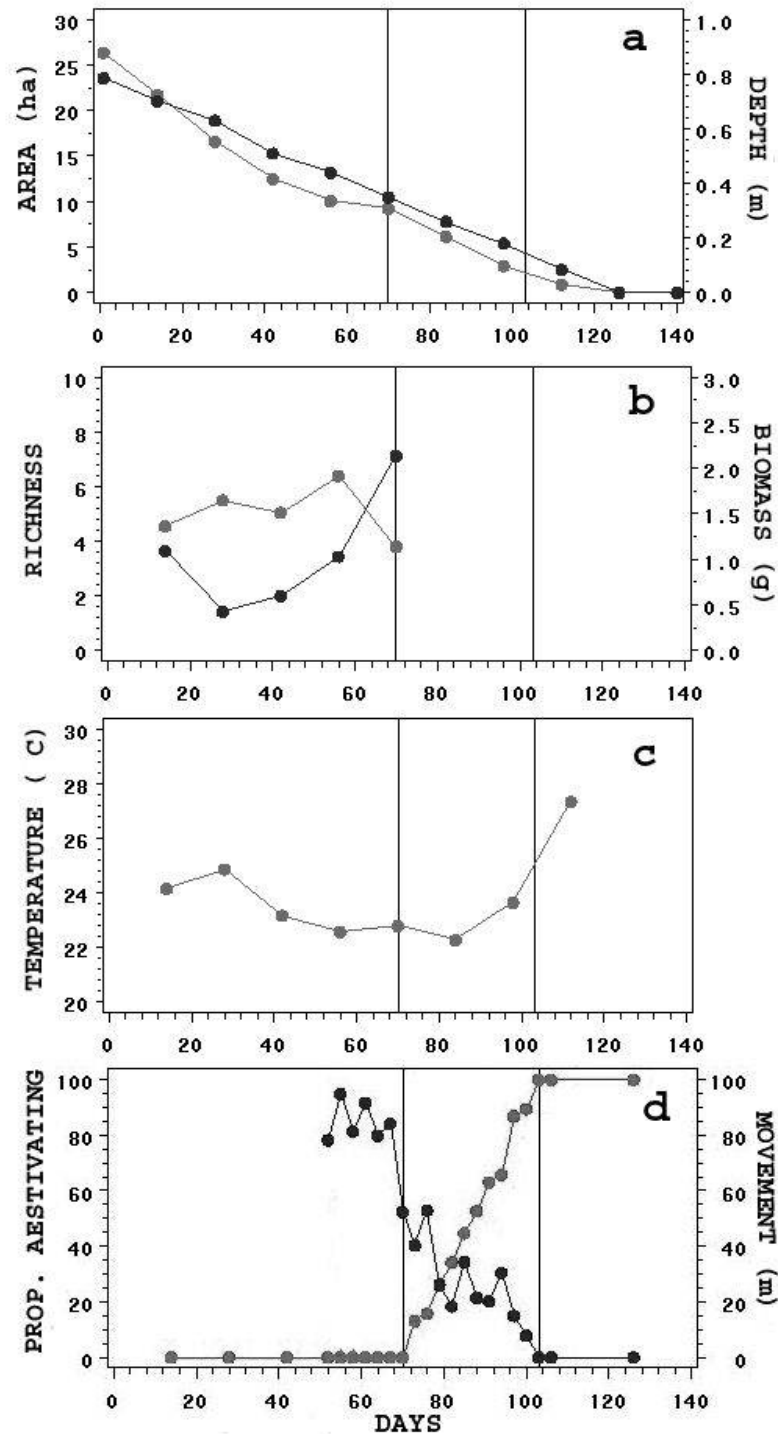 a
AREA (ha)
DEPTH (m)
30
25
20
15
10
5
0
1.0
0.8
0.6
0.4
0.2
0.0
0 20 40 60 80 100 120 140
b
RICHNESS
BIOMASS (g)
10
8
6
4
2
0
3.0
2.5
2.0
1.5
1.0
0.5
0.0
0 20 40 60 80 100 120 140
c
TEMPERATURE ( C)
30
28
26
24
22
20
0 20 40 60 80 100 120 140
d
PROP. AESTIVATING
MOVEMENT (m)
100
80
60
40
20
0
100
80
60
40
20
0
0 20 40 60 80 100 120 140
DAYS